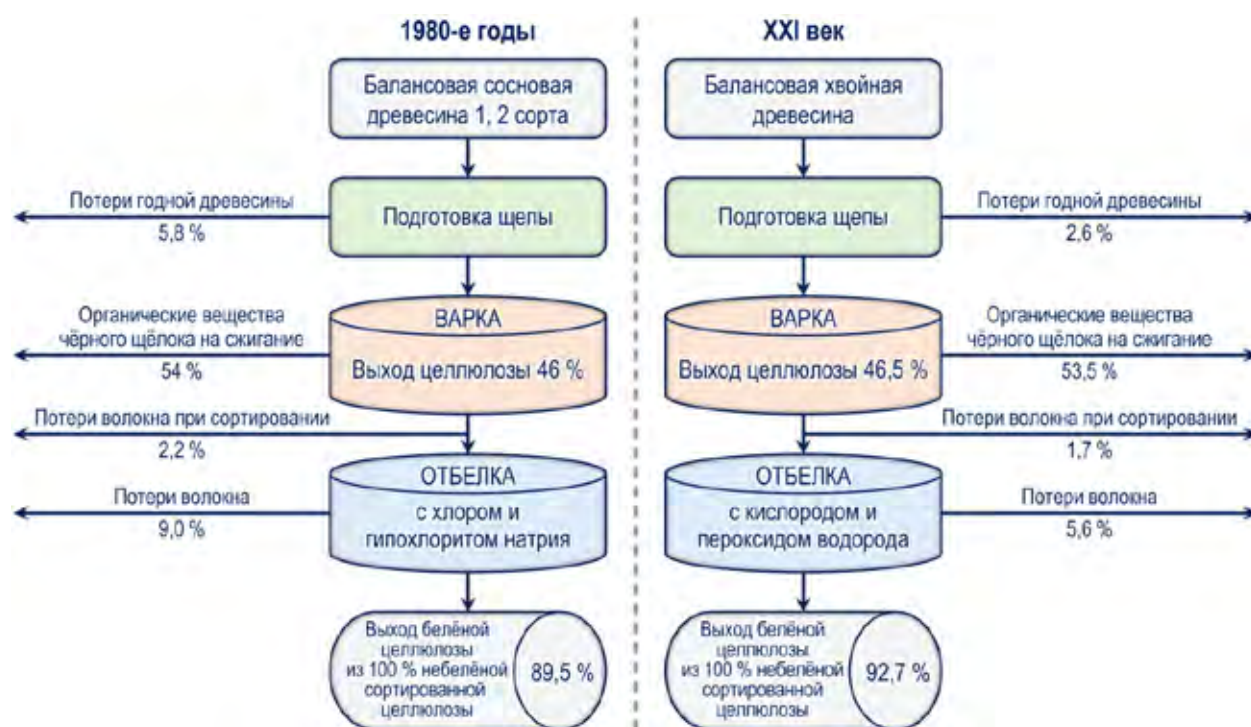 1980-е годы
Балансовая сосновая
древесина 1, 2 сорта
Потери годной древесины
5,8 %
Подготовка щепы
Органические вещества
чёрного щёлока на сжигание
54 %
ВАРКА
Выход целлюлозы 46 %
Потери волокна при сортировании
2,2 %
Потери волокна
9,0 %
ОТБЕЛКА
с хлором и
гипохлоритом натрия
Выход белёной
целлюлозы
из 100 % небелёной
сортированной
целлюлозы
89,5 %
XXI век
Балансовая хвойная
древесина
Подготовка щепы
Потери годной древесины
2,6 %
ВАРКА
Выход целлюлозы 46,5 %
Органические вещества
чёрного щёлока на сжигание
53,5 %
Потери волокна при сортировании
1,7 %
ОТБЕЛКА
с кислородом и
пероксидом водорода
Потери волокна
5,6 %
Выход белёной
целлюлозы
из 100 % небелёной
сортированной
целлюлозы
92,7 %